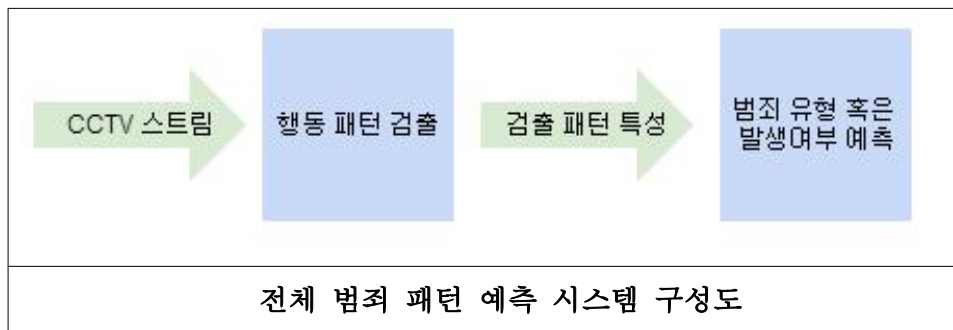 CCTV 스트림
행동 패턴 검출
검출 패턴 특성
범죄 유형 혹은
발생여부 예측
전체 범죄 패턴 예측 시스템 구성도